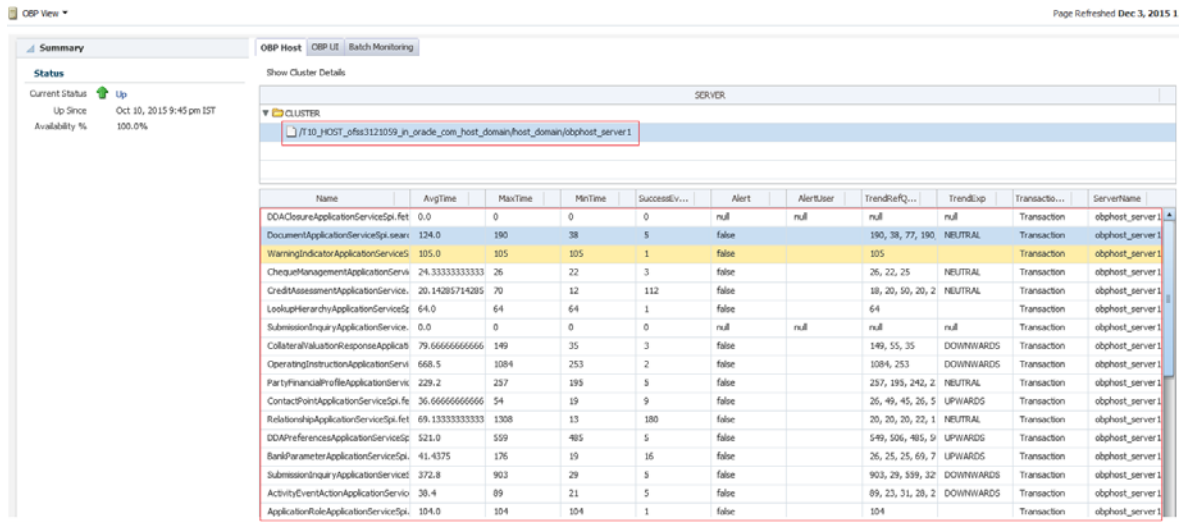 OBP View
Page Refreshed Dec 3, 2015 1
Summary
Status
Current Status Up
Up Since Oct 10, 2015 9:45 pm IST
Availability % 100.0%
OBP Host OBP UI Batch Monitoring
Show Cluster Details
SERVER
CLUSTER
/T10_HOST_ofss3121059_in_oracle_com_host_domain/host_domain/obphost_server1
Name AvgTime MaxTime MinTime SuccessEv... Alert AlertUser TrendRefQ... TrendExp Transactio... ServerName
DDAClosureApplicationServiceSpi.fet 0.0 0 0 0 null null null null Transaction obphost_server1
DocumentApplicationServiceSpi.searc 124.0 190 38 5 false 190, 38, 77, 190, NEUTRAL Transaction obphost_server1
WarningIndicatorApplicationServiceS 105.0 105 105 1 false 105 Transaction obphost_server1
ChequeManagementApplicationServi 24.33333333333 26 22 3 false 26, 22, 25 NEUTRAL Transaction obphost_server1
CreditAssessmentApplicationService. 20.14285714285 70 12 112 false 18, 20, 50, 20, 2 NEUTRAL Transaction obphost_server1
LookupHierarchyApplicationServiceSp 64.0 64 64 1 false 64 Transaction obphost_server1
SubmissionInquiryApplicationService. 0.0 0 0 0 null null null null Transaction obphost_server1
CollateralValuationResponseApplicati 79.66666666666 149 35 3 false 149, 55, 35 DOWNWARDS Transaction obphost_server1
OperatingInstructionApplicationServi 668.5 1084 253 2 false 1084, 253 DOWNWARDS Transaction obphost_server1
PartyFinancialProfileApplicationServic 229.2 257 195 5 false 257, 195, 242, 2 NEUTRAL Transaction obphost_server1
ContactPointApplicationServiceSpi.fe 36.66666666666 54 19 9 false 26, 49, 45, 26, 5 UPWARDS Transaction obphost_server1
RelationshipApplicationServiceSpi.fet 69.13333333333 1308 13 180 false 20, 20, 20, 22, 1 NEUTRAL Transaction obphost_server1
DDAPreferencesApplicationServiceSp 521.0 559 485 5 false 549, 506, 485, 5 UPWARDS Transaction obphost_server1
BankParameterApplicationServiceSpi. 41.4375 176 19 16 false 26, 25, 25, 69, 7 UPWARDS Transaction obphost_server1
SubmissionInquiryApplicationServiceS 372.8 903 29 5 false 903, 29, 559, 32 DOWNWARDS Transaction obphost_server1
ActivityEventActionApplicationServic 38.4 89 21 5 false 89, 23, 31, 28, 2 DOWNWARDS Transaction obphost_server1
ApplicationRoleApplicationServiceSpi. 104.0 104 104 1 false 104 Transaction obphost_server1